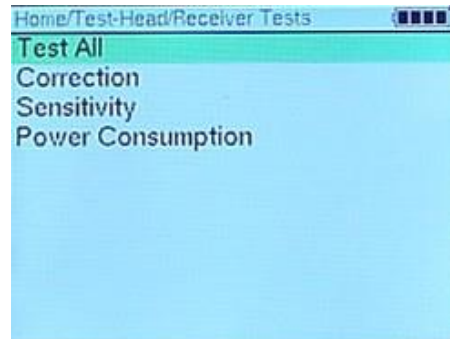 Home/Test-Head/Receiver Tests
Test All
Correction
Sensitivity
Power Consumption